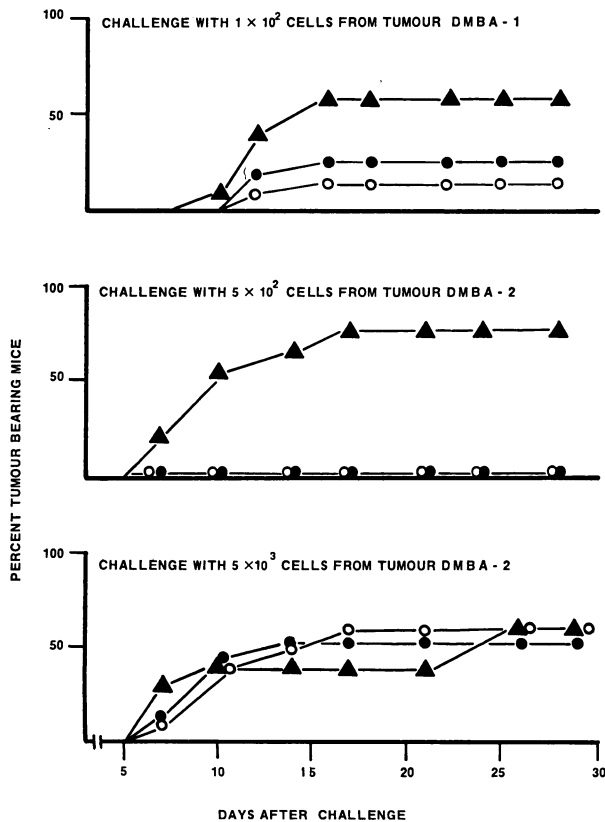 100
CHALLENGE WITH 1 × 10² CELLS FROM TUMOUR DMBA - 1
50
100
CHALLENGE WITH 5 × 10² CELLS FROM TUMOUR DMBA - 2
50
PERCENT TUMOUR BEARING MICE
100
CHALLENGE WITH 5 ×10³ CELLS FROM TUMOUR DMBA - 2
50
5 10 15 20 25 30
DAYS AFTER CHALLENGE